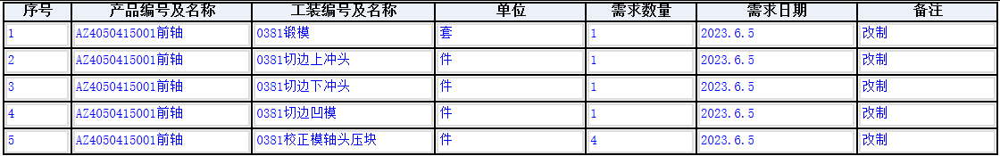 序号 产品编号及名称 工装编号及名称 单位 需求数量 需求日期 备注
1 AZ4050415001前轴 0381锻模 套 1 2023.6.5 改制
2 AZ4050415001前轴 0381切边上冲头 件 1 2023.6.5 改制
3 AZ4050415001前轴 0381切边下冲头 件 1 2023.6.5 改制
4 AZ4050415001前轴 0381切边凹模 件 1 2023.6.5 改制
5 AZ4050415001前轴 0381校正模轴头压块 件 4 2023.6.5 改制